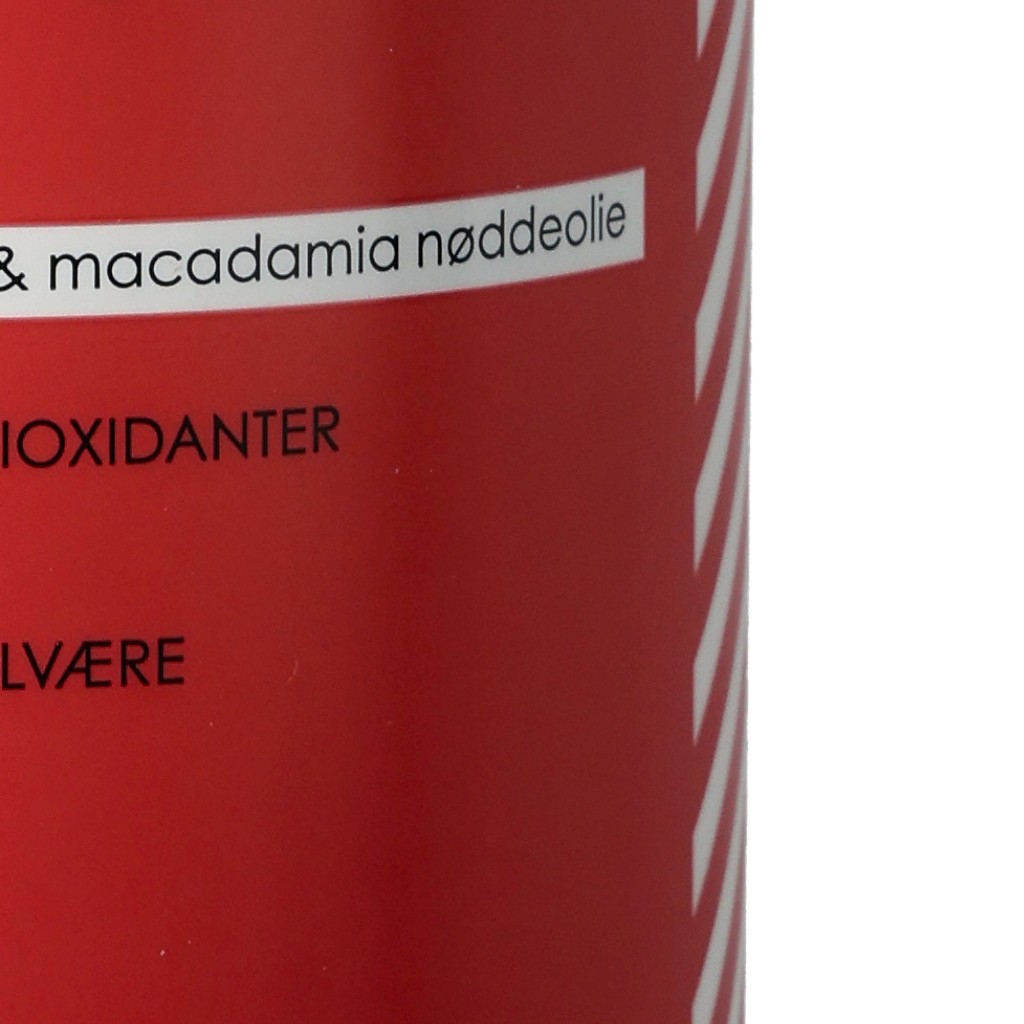 & macadamia nøddeolie
IOXIDANTER
LVÆRE